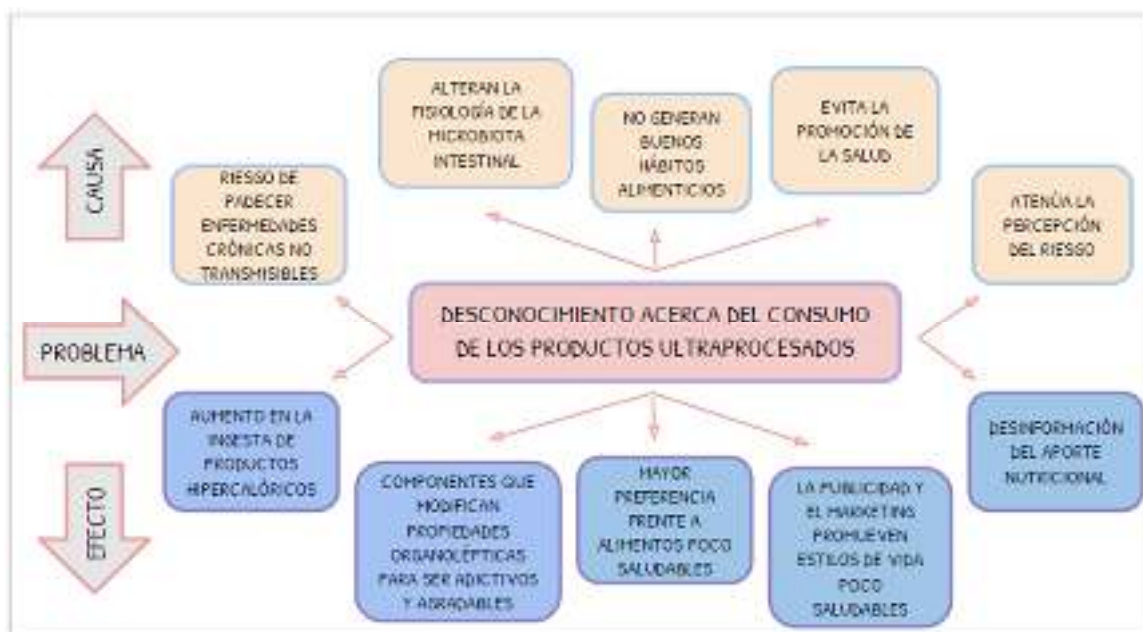 CAUSA
ALTERAN LA
FISIOLOGÍA DE LA
MICROBIOTA
INTESTINAL
NO GENERAN
BUENOS
HÁBITOS
ALIMENTICIOS
EVITA LA
PROMOCIÓN DE
LA SALUD
RIESGO DE
PADECER
ENFERMEDADES
CRÓNICAS NO
TRANSMISIBLES
ATENÚA LA
PERCEPCIÓN
DEL RIESGO
PROBLEMA
DESCONOCIMIENTO ACERCA DEL CONSUMO
DE LOS PRODUCTOS ULTRAPROCESADOS
EFECTO
AUMENTO EN LA
INGESTA DE
PRODUCTOS
HIPERCALÓRICOS
COMPONENTES QUE
MODIFICAN
PROPIEDADES
ORGANOLÉPTICAS
PARA SER ADICTIVOS
Y AGRADABLES
MAYOR
PREFERENCIA
FRENTE A
ALIMENTOS POCO
SALUDABLES
LA PUBLICIDAD Y
EL MARKETING
PROMUEVEN
ESTILOS DE VIDA
POCO
SALUDABLES
DESINFORMACIÓN
DEL APORTE
NUTRICIONAL